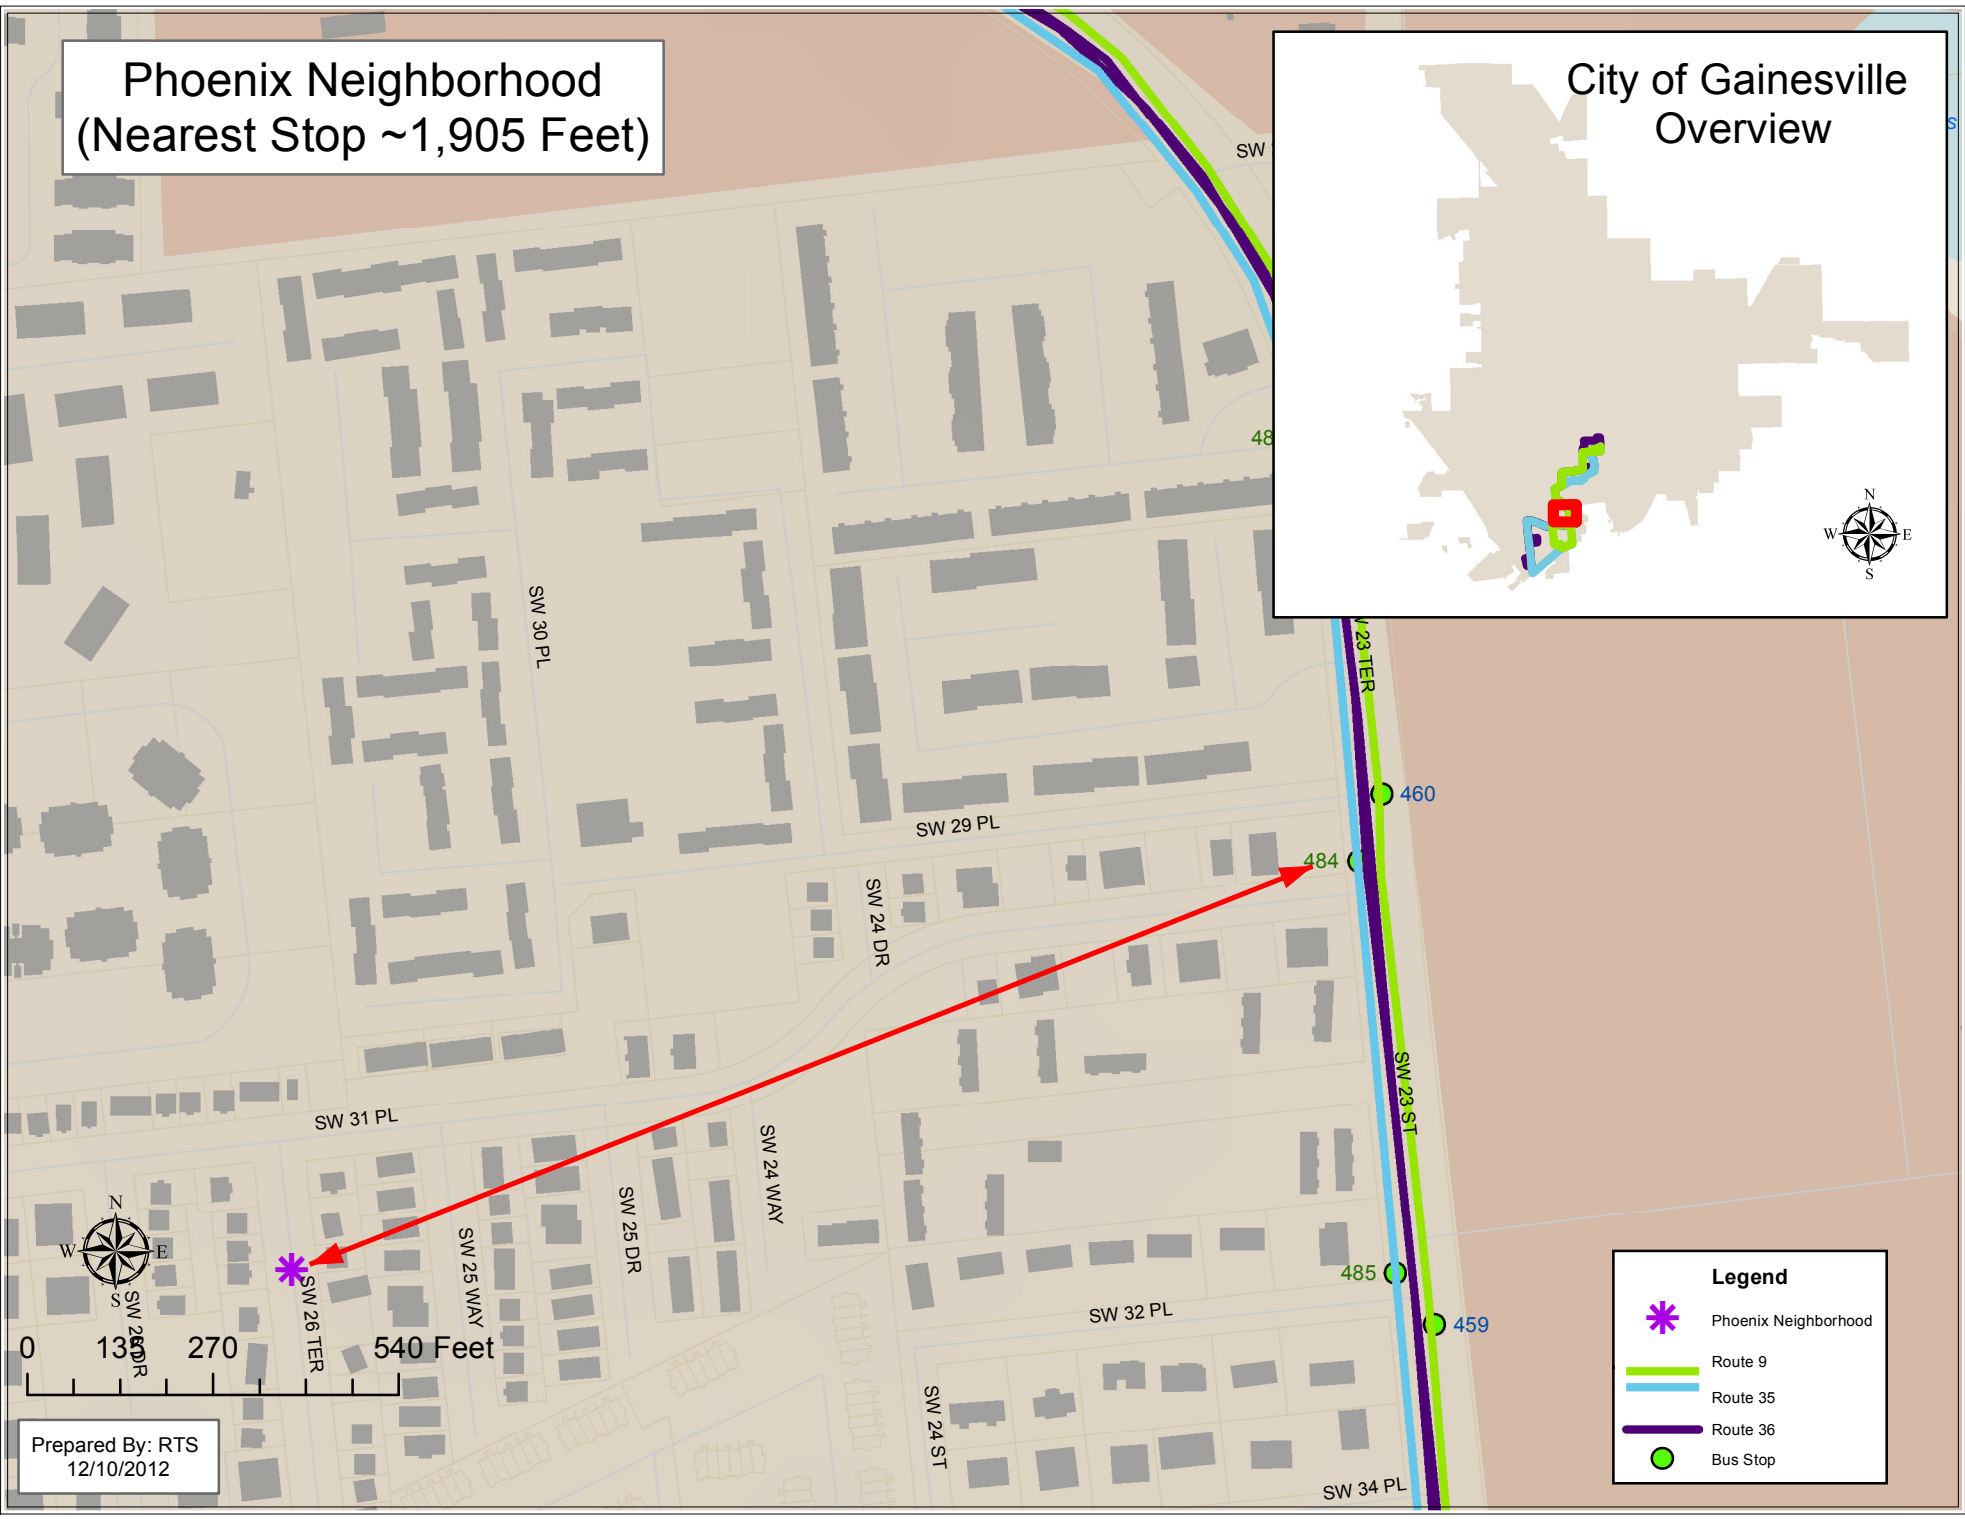 Phoenix Neighborhood
(Nearest Stop ~1,905 Feet)
City of Gainesville
Overview
N
W E
S
SW
48
SW 30 PL
23 TER
460
SW 29 PL
484
SW 24 DR
SW 23 ST
SW 31 PL
SW 24 WAY
SW 25 DR
SW 25 WAY
SW 26 TER
N
W E
S
SW 26 DR
485
459
SW 32 PL
SW 24 ST
SW 34 PL
0 135 270 540 Feet
Prepared By: RTS
12/10/2012
Legend
Phoenix Neighborhood
Route 9
Route 35
Route 36
Bus Stop